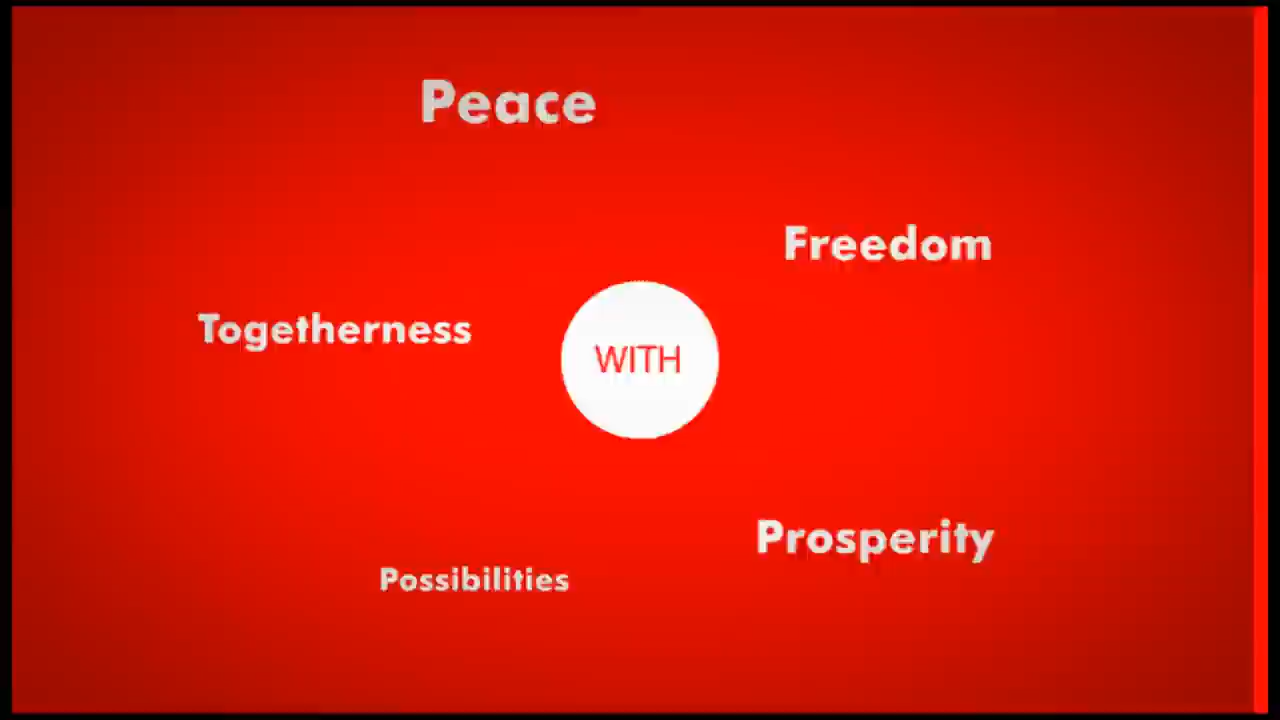 Peace
Freedom
Togetherness
WITH
Prosperity
Possibilities